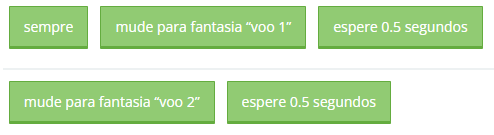 sempre mude para fantasia “voo 1” espere 0.5 segundos
mude para fantasia “voo 2” espere 0.5 segundos